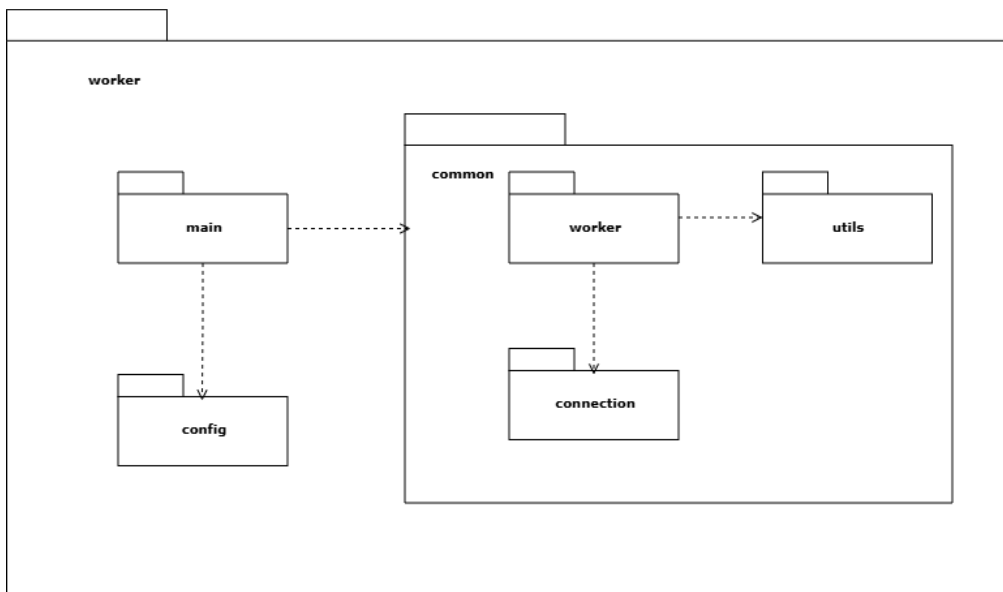 worker
common
main
worker
utils
config
connection